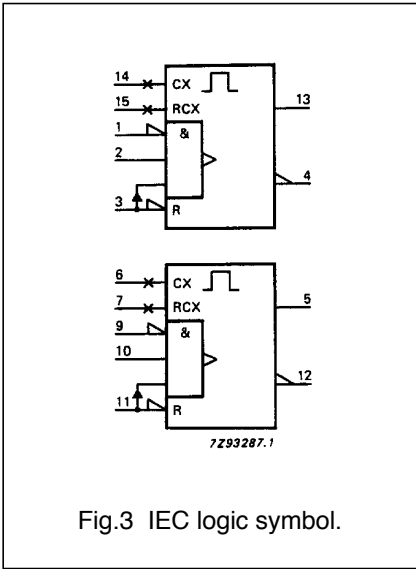 14 CX 13
15 RCX
1 &
2
4
3 R
6 CX 5
7 RCX
9 &
10
12
11 R
7Z93287.1
Fig.3 IEC logic symbol.